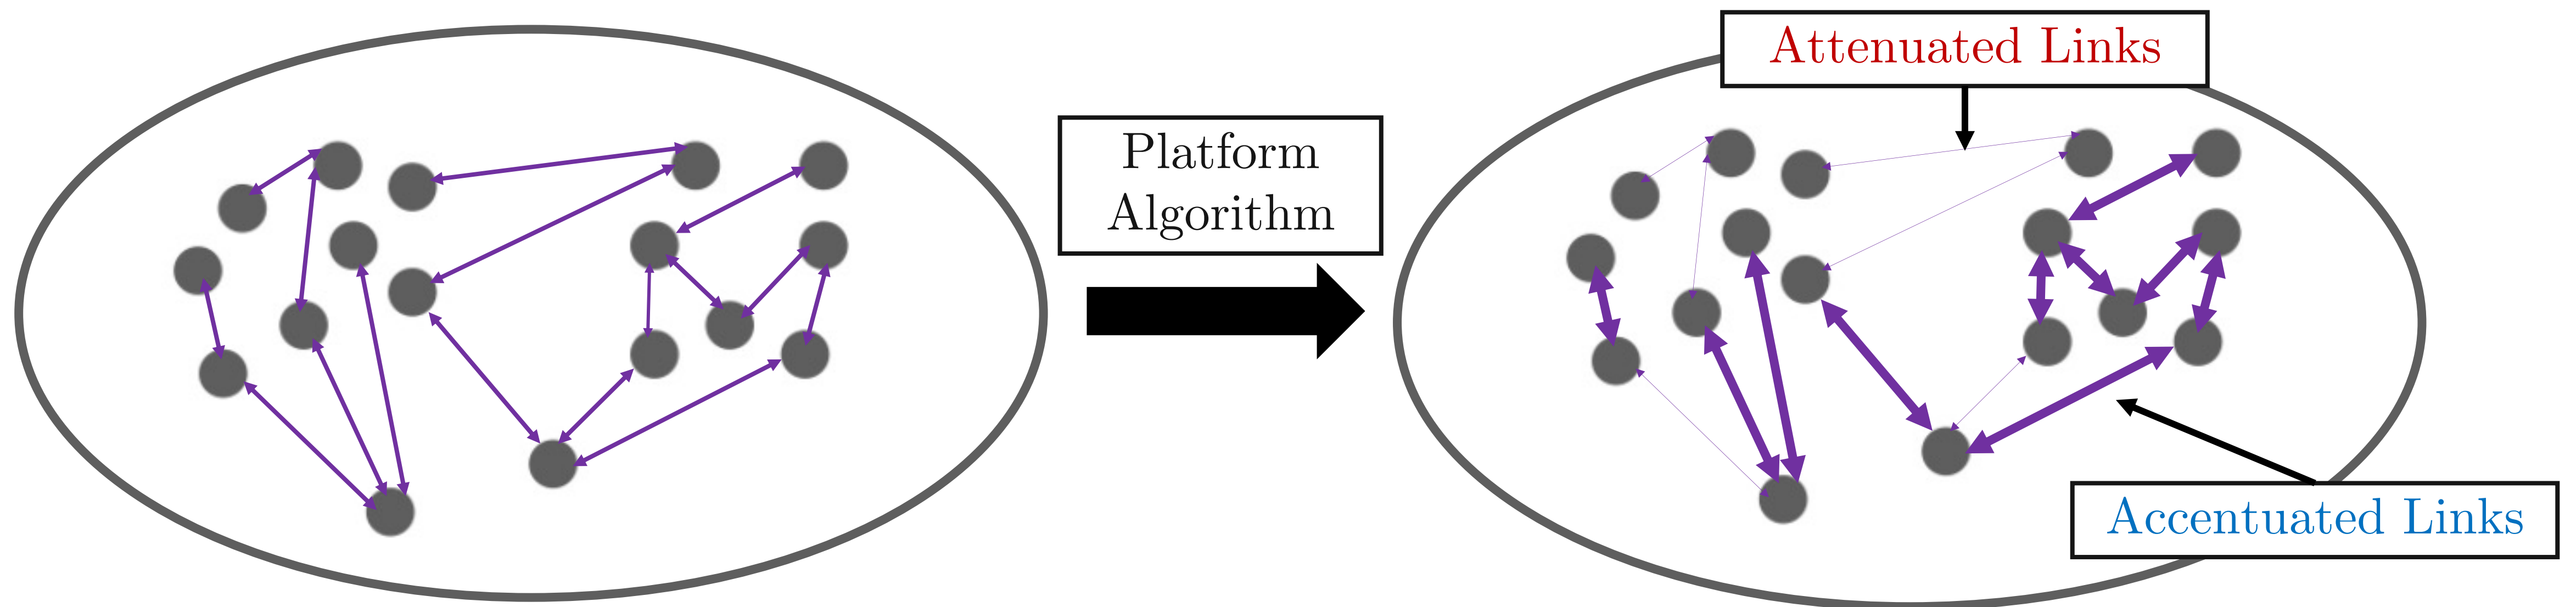 Platform
Algorithm
Attenuated Links
Accentuated Links